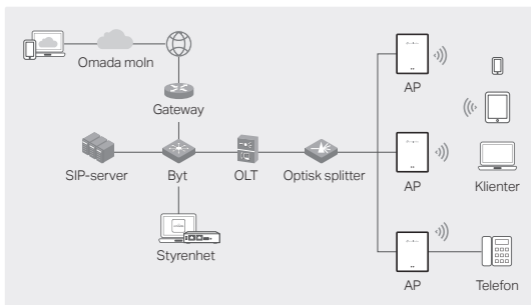 Omada moln
Gateway
SIP-server
Byt
OLT
Optisk splitter
Styrenhet
AP
AP
AP
Klienter
Telefon